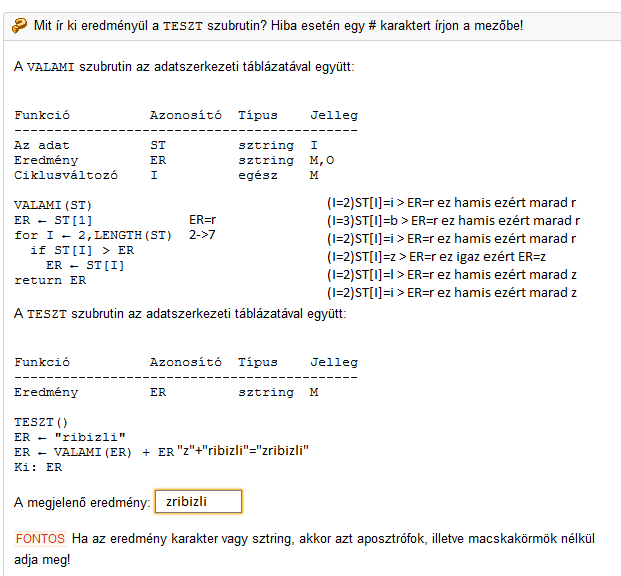 Mit ír ki eredményül a TESZT szubrutin? Hiba esetén egy # karaktert írjon a mezőbe!
A VALAMI szubrutin az adatszerkezeti táblázatával együtt:
Funkció Azonosító Típus Jelleg
--------------------------------------------
Az adat ST sztring I
Eredmény ER sztring M,O
Ciklusváltozó I egész M
VALAMI(ST) (I=2)ST[I]=i > ER=r ez hamis ezért marad r
ER ← ST[1] ER=r (I=3)ST[I]=b > ER=r ez hamis ezért marad r
for I ← 2,LENGTH(ST) 2->7 (I=2)ST[I]=i > ER=r ez hamis ezért marad r
if ST[I] > ER (I=2)ST[I]=z > ER=r ez igaz ezért ER=z
ER ← ST[I] (I=2)ST[I]=l > ER=r ez hamis ezért marad z
return ER (I=2)ST[I]=i > ER=r ez hamis ezért marad z
A TESZT szubrutin az adatszerkezeti táblázatával együtt:
Funkció Azonosító Típus Jelleg
--------------------------------------------
Eredmény ER sztring M
TESZT()
ER ← "ribizli"
ER ← VALAMI(ER) + ER "z"+"ribizli"="zribizli"
Ki: ER
A megjelenő eredmény: zribizli
FONTOS Ha az eredmény karakter vagy sztring, akkor azt aposztrófok, illetve macskakörmök nélkül
adja meg!